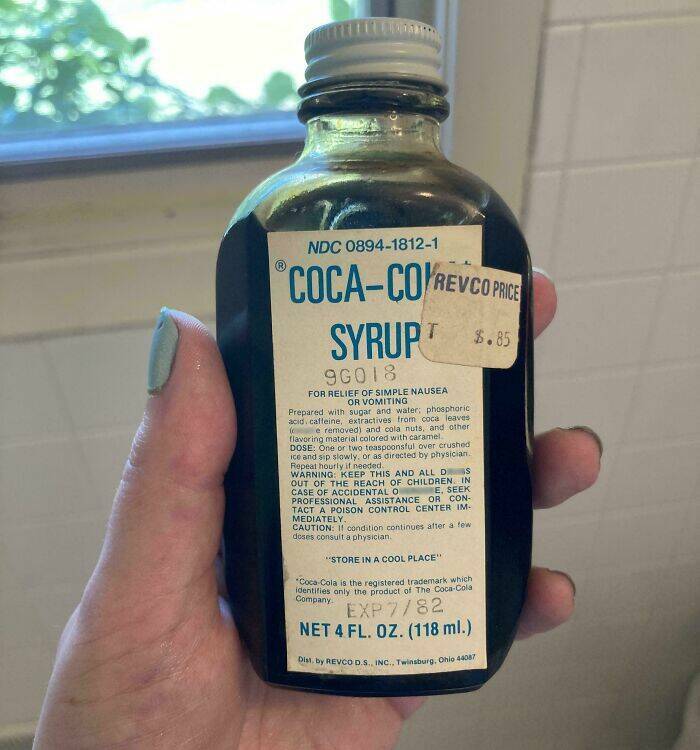 NDC 0894-1812-1
® COCA-CO
REVCO PRICE
T $.85
SYRUP
9G018
FOR RELIEF OF SIMPLE NAUSEA
OR VOMITING
Prepared with sugar and water; phosphoric
acid, caffeine, extractives from coca leaves
(c e removed) and cola nuts, and other
flavoring material colored with caramel.
DOSE: One or two teaspoonsful over crushed
ice and sip slowly, or as directed by physician.
Repeat hourly if needed.
WARNING: KEEP THIS AND ALL D S
OUT OF THE REACH OF CHILDREN. IN
CASE OF ACCIDENTAL O E, SEEK
PROFESSIONAL ASSISTANCE OR CON-
TACT A POISON CONTROL CENTER IM-
MEDIATELY.
CAUTION: If condition continues after a few
doses consult a physician.
"STORE IN A COOL PLACE"
*Coca-Cola is the registered trademark which
identifies only the product of The Coca-Cola
Company.
EXP 7/82
NET 4 FL. OZ. (118 ml.)
Dist. by REVCO D.S., INC., Twinsburg, Ohio 44087